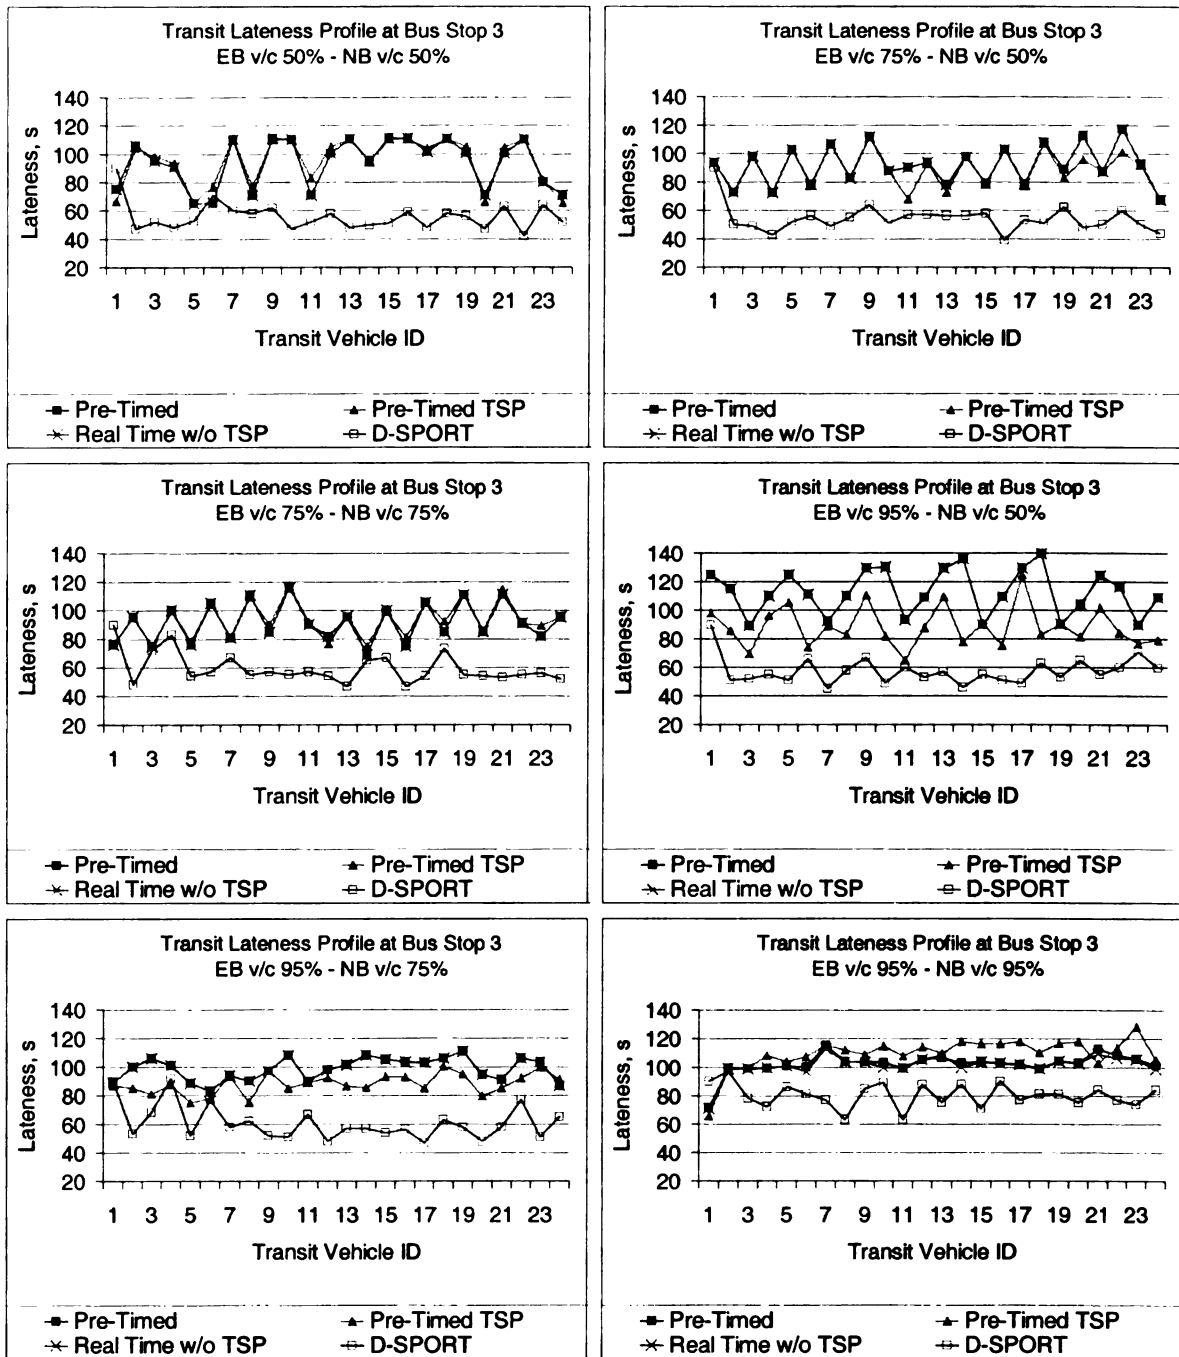 Transit Lateness Profile at Bus Stop 3
EB v/c 50% - NB v/c 50%
140
120
100
80
60
40
20
Lateness, s
1 3 5 7 9 11 13 15 17 19 21 23
Transit Vehicle ID
Pre-Timed Pre-Timed TSP
Real Time w/o TSP D-SPORT
Transit Lateness Profile at Bus Stop 3
EB v/c 75% - NB v/c 50%
140
120
100
80
60
40
20
Lateness, s
1 3 5 7 9 11 13 15 17 19 21 23
Transit Vehicle ID
Pre-Timed Pre-Timed TSP
Real Time w/o TSP D-SPORT
Transit Lateness Profile at Bus Stop 3
EB v/c 75% - NB v/c 75%
140
120
100
80
60
40
20
Lateness, s
1 3 5 7 9 11 13 15 17 19 21 23
Transit Vehicle ID
Pre-Timed Pre-Timed TSP
Real Time w/o TSP D-SPORT
Transit Lateness Profile at Bus Stop 3
EB v/c 95% - NB v/c 50%
140
120
100
80
60
40
20
Lateness, s
1 3 5 7 9 11 13 15 17 19 21 23
Transit Vehicle ID
Pre-Timed Pre-Timed TSP
Real Time w/o TSP D-SPORT
Transit Lateness Profile at Bus Stop 3
EB v/c 95% - NB v/c 75%
140
120
100
80
60
40
20
Lateness, s
1 3 5 7 9 11 13 15 17 19 21 23
Transit Vehicle ID
Pre-Timed Pre-Timed TSP
Real Time w/o TSP D-SPORT
Transit Lateness Profile at Bus Stop 3
EB v/c 95% - NB v/c 95%
140
120
100
80
60
40
20
Lateness, s
1 3 5 7 9 11 13 15 17 19 21 23
Transit Vehicle ID
Pre-Timed Pre-Timed TSP
Real Time w/o TSP D-SPORT